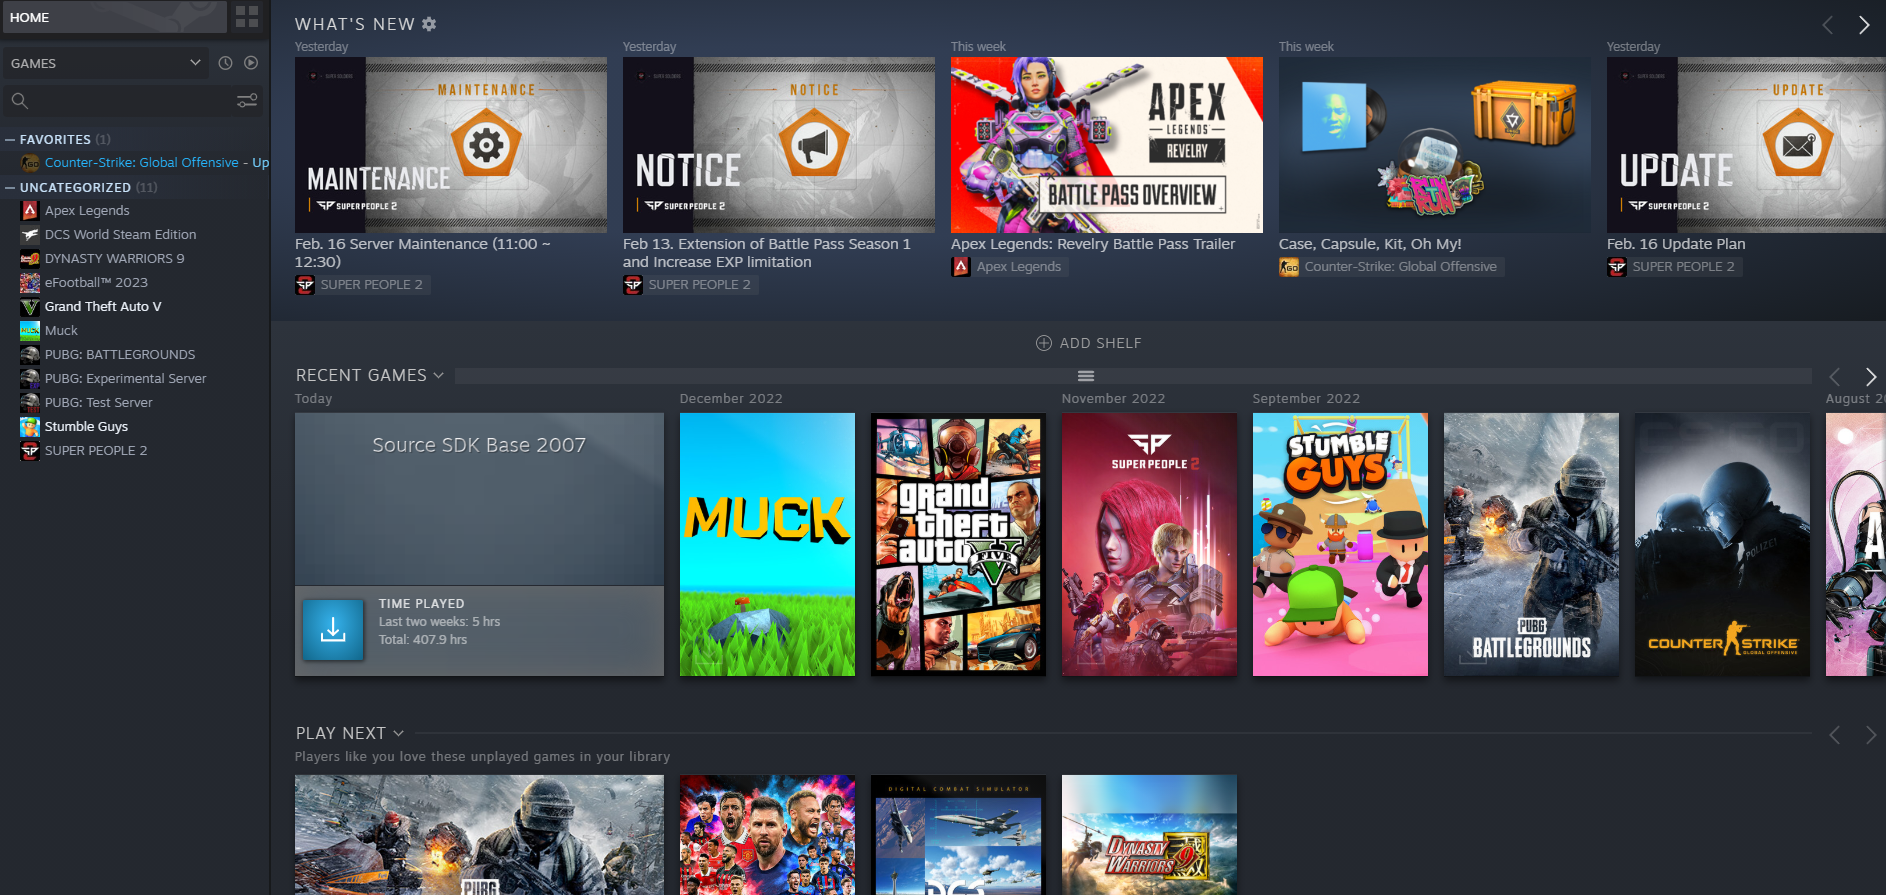 HOME
GAMES
FAVORITES (1)
Counter-Strike: Global Offensive - Up
UNCATEGORIZED (11)
Apex Legends
DCS World Steam Edition
DYNASTY WARRIORS 9
eFootball™ 2023
Grand Theft Auto V
Muck
PUBG: BATTLEGROUNDS
PUBG: Experimental Server
PUBG: Test Server
Stumble Guys
SUPER PEOPLE 2
WHAT'S NEW
Yesterday
MAINTENANCE
MAINTENANCE
SUPER PEOPLE 2
Feb. 16 Server Maintenance (11:00 ~
12:30)
SUPER PEOPLE 2
Yesterday
NOTICE
NOTICE
SUPER PEOPLE 2
Feb 13. Extension of Battle Pass Season 1
and Increase EXP limitation
SUPER PEOPLE 2
This week
APEX
LEGENDS
REVELRY
BATTLE PASS OVERVIEW
Apex Legends: Revelry Battle Pass Trailer
Apex Legends
This week
Case, Capsule, Kit, Oh My!
Counter-Strike: Global Offensive
Yesterday
UPDATE
UPDATE
SUPER PEOPLE 2
Feb. 16 Update Plan
SUPER PEOPLE 2
ADD SHELF
RECENT GAMES
Today
Source SDK Base 2007
TIME PLAYED
Last two weeks: 5 hrs
Total: 407.9 hrs
December 2022
MUCK
grand
theft
auto V
FIVE
November 2022
SUPER PEOPLE 2
September 2022
STUMBLE
GUYS
PUBG
BATTLEGROUNDS
POLIZEI
COUNTER STRIKE
GLOBAL OFFENSIVE
August 20
PLAY NEXT
Players like you love these unplayed games in your library
PUBG
DIGITAL COMBAT SIMULATOR
DCS
DYNASTY
WARRIORS 9